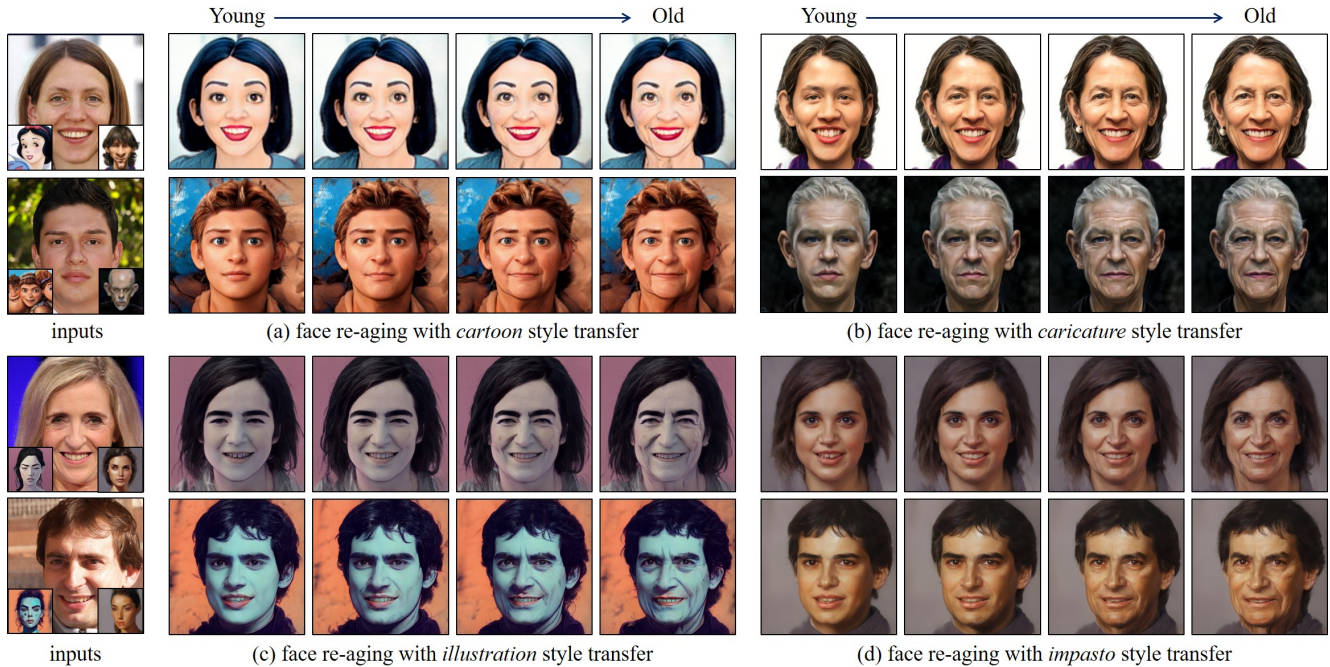 Young Old Young Old
inputs (a) face re-aging with cartoon style transfer (b) face re-aging with caricature style transfer
inputs (c) face re-aging with illustration style transfer (d) face re-aging with impasto style transfer